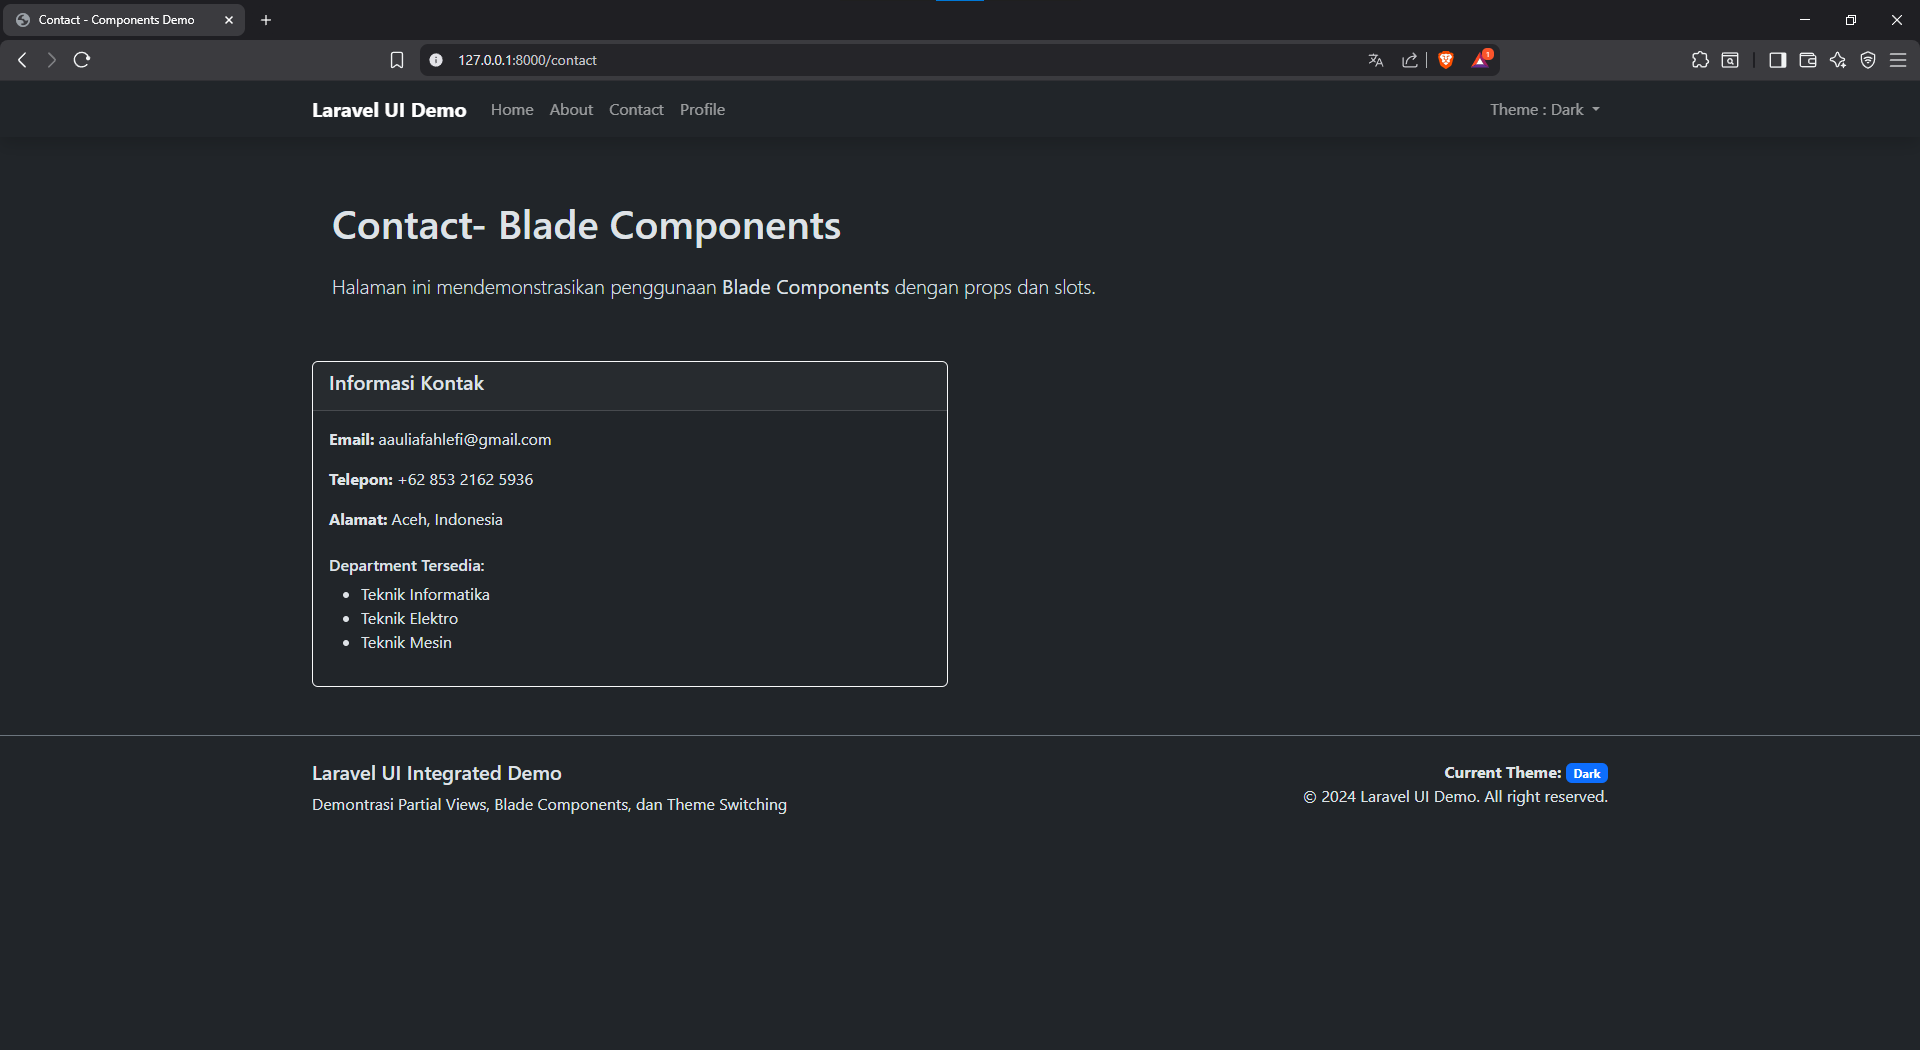 Contact - Components Demo
127.0.0.1:8000/contact
1
Laravel UI Demo Home About Contact Profile Theme : Dark
Contact- Blade Components
Halaman ini mendemonstrasikan penggunaan Blade Components dengan props dan slots.
Informasi Kontak
Email: aauliafahlefi@gmail.com
Telepon: +62 853 2162 5936
Alamat: Aceh, Indonesia
Department Tersedia:
Teknik Informatika
Teknik Elektro
Teknik Mesin
Laravel UI Integrated Demo
Demontrasi Partial Views, Blade Components, dan Theme Switching
Current Theme: Dark
© 2024 Laravel UI Demo. All right reserved.